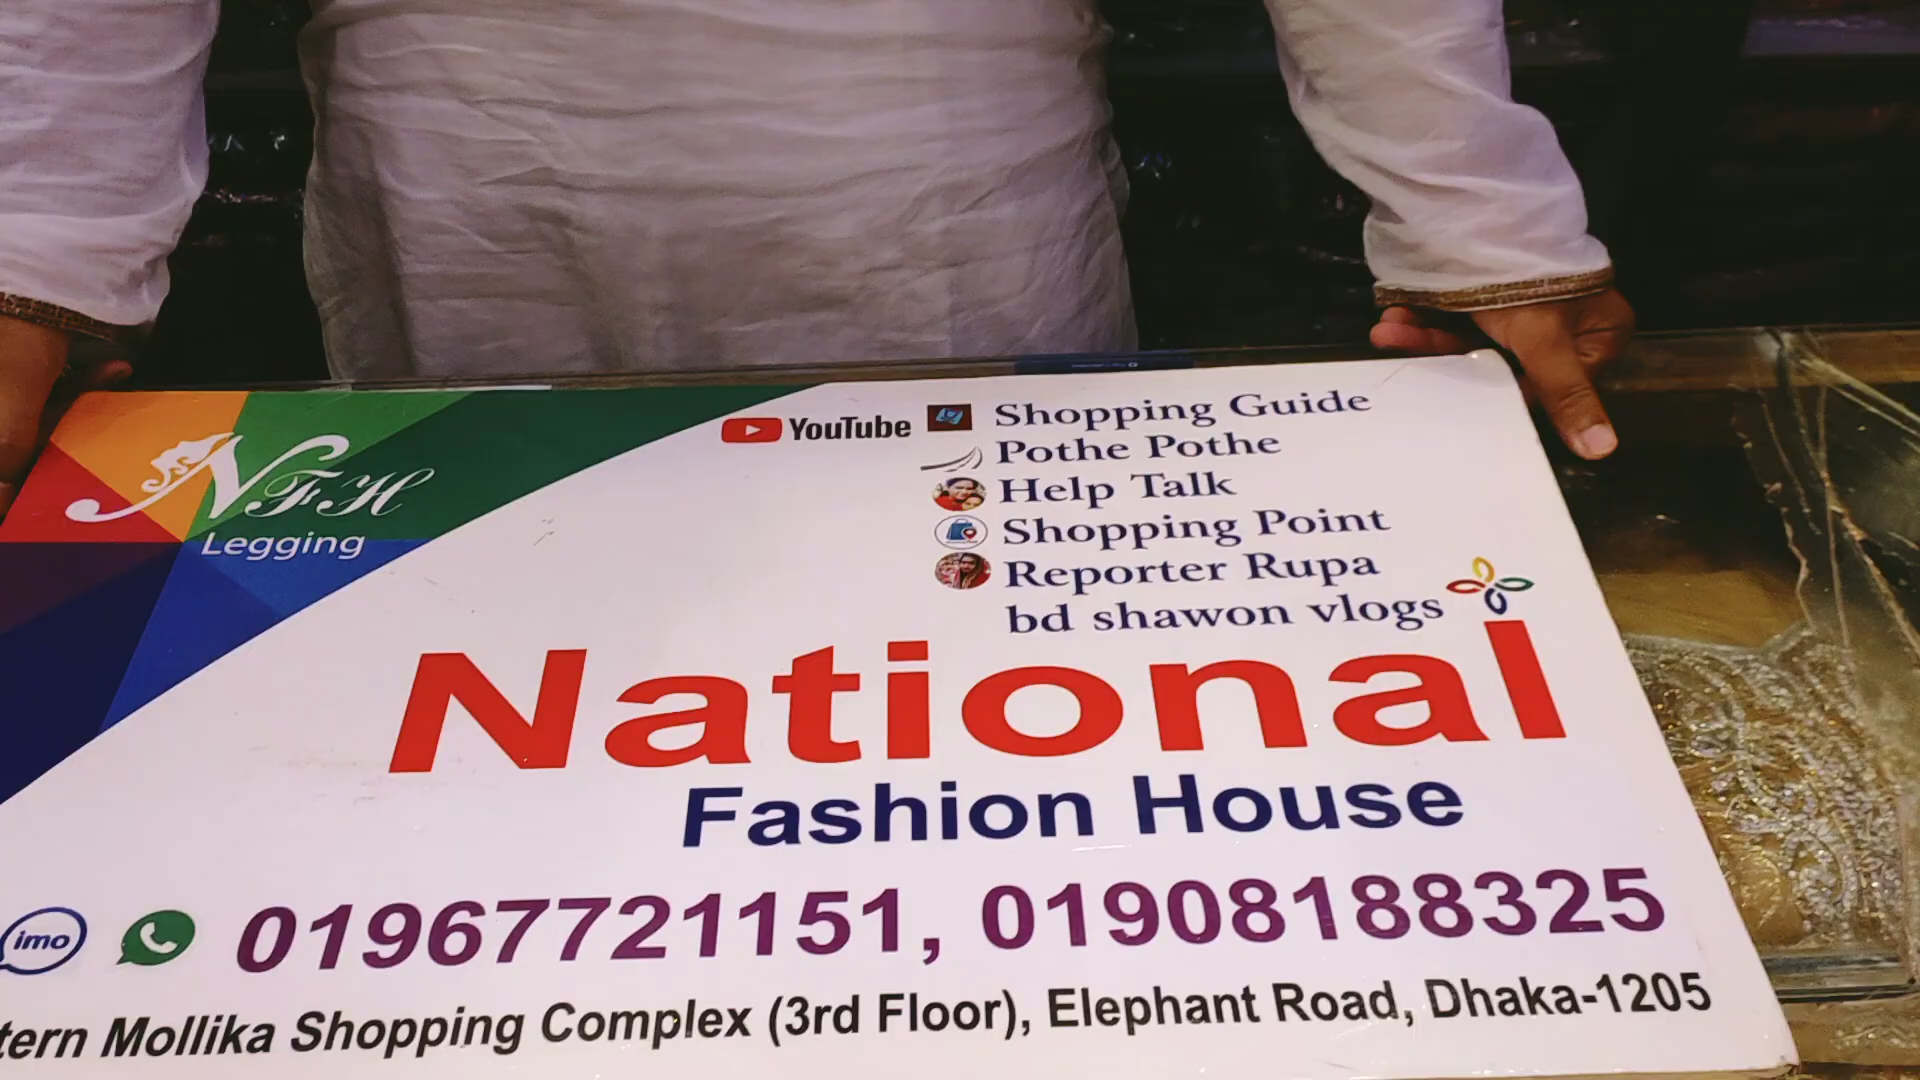 NFH
Legging
YouTube
Shopping Guide
Pothe Pothe
Help Talk
Shopping Point
Reporter Rupa
bd shawon vlogs
National
Fashion House
imo 01967721151, 01908188325
tern Mollika Shopping Complex (3rd Floor), Elephant Road, Dhaka-1205